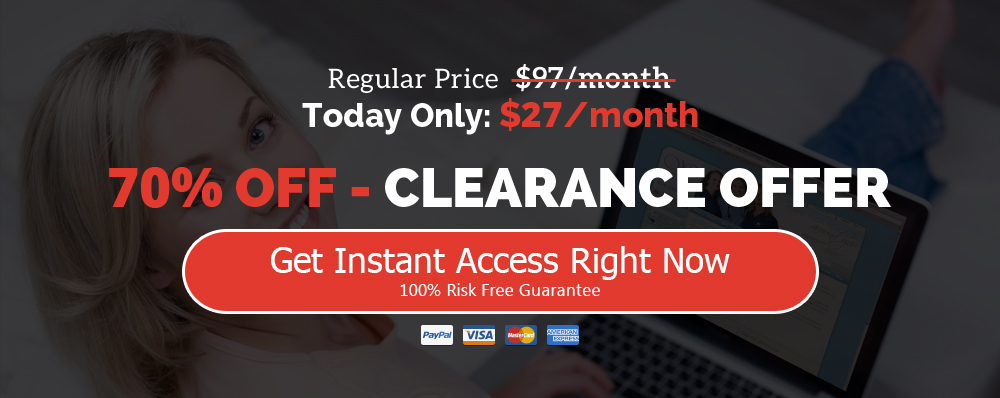 Regular Price $97/month
Today Only: $27/month
70% OFF - CLEARANCE OFFER
Get Instant Access Right Now
100% Risk Free Guarantee
PayPal VISA MasterCard AMERICAN EXPRESS